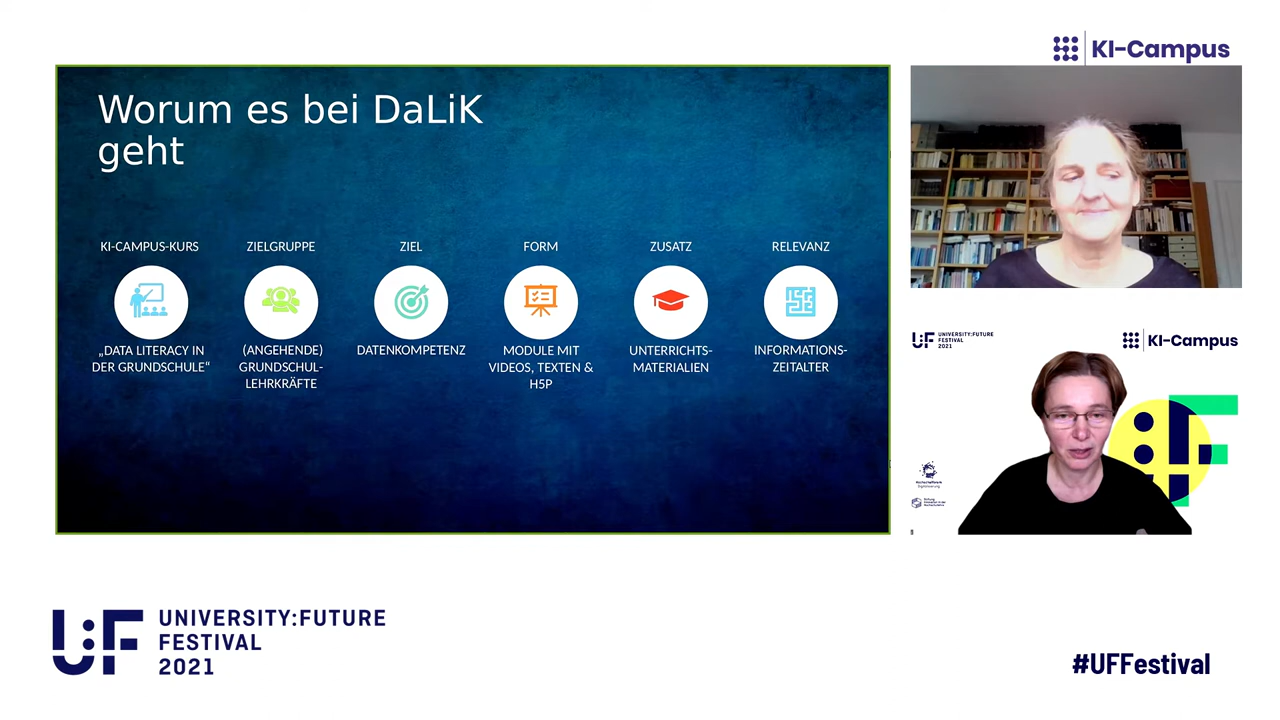 KI-Campus
Worum es bei DaLiK
geht
KI-CAMPUS-KURS
„DATA LITERACY IN
DER GRUNDSCHULE“
ZIELGRUPPE
(ANGEHENDE)
GRUNDSCHUL-
LEHRKRÄFTE
ZIEL
DATENKOMPETENZ
FORM
MODULE MIT
VIDEOS, TEXTEN &
H5P
ZUSATZ
UNTERRICHTS-
MATERIALIEN
RELEVANZ
INFORMATIONS-
ZEITALTER
U:F
UNIVERSITY:FUTURE
FESTIVAL
2021
KI-Campus
U:F
UNIVERSITY:FUTURE
FESTIVAL
2021
#UFFestival